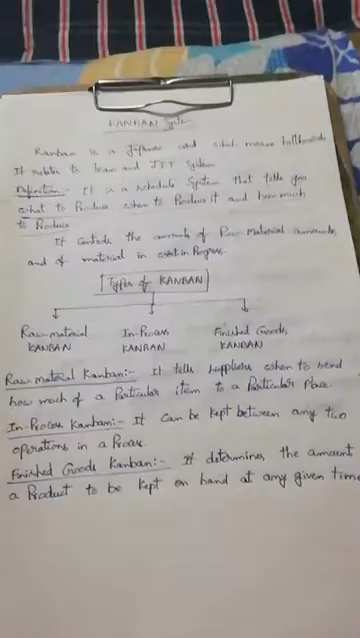 KANBAN System
Kanban is a Japanese word which means billboards
It relates to lean and JIT System
Definition:- It is a schedule System that tells you
what to Produce when to Produce it and how much
to Produce
It controls the amounts of Raw Material
and of material in work in Progress.
Types of KANBAN
Raw-material In-Process Finished Goods,
KANBAN KANBAN KANBAN
Raw material Kanban:- It tells suppliers when to send
how much of a Particular item to a Particular Place.
In-Process Kanban:- It can be kept between any two
operations in a Process.
Finished Goods Kanban:- It determines the amount
a Product to be kept on hand at any given time